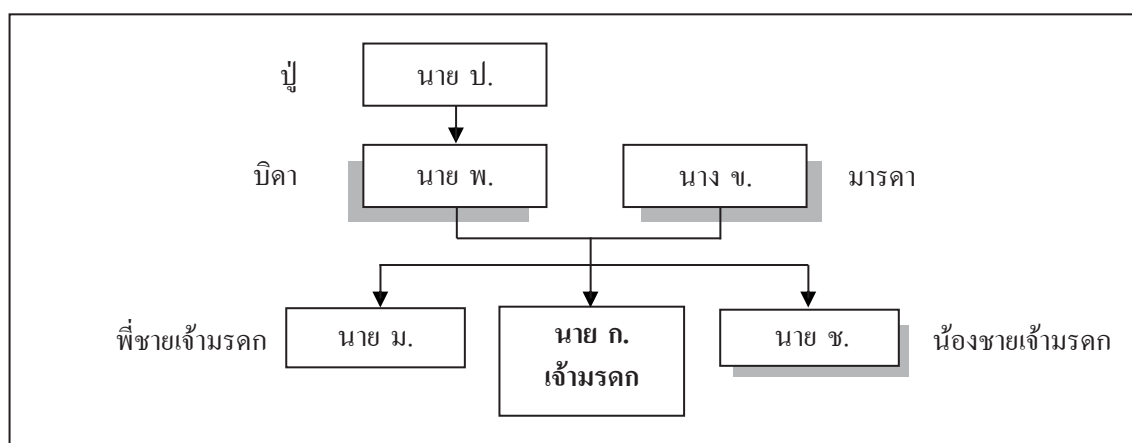 ปู่ นาย ป.
บิดา นาย พ. นาง ข. มารดา
พี่ชายเจ้ามรดก นาย ม. นาย ก. นาย ช. น้องชายเจ้ามรดก
เจ้ามรดก